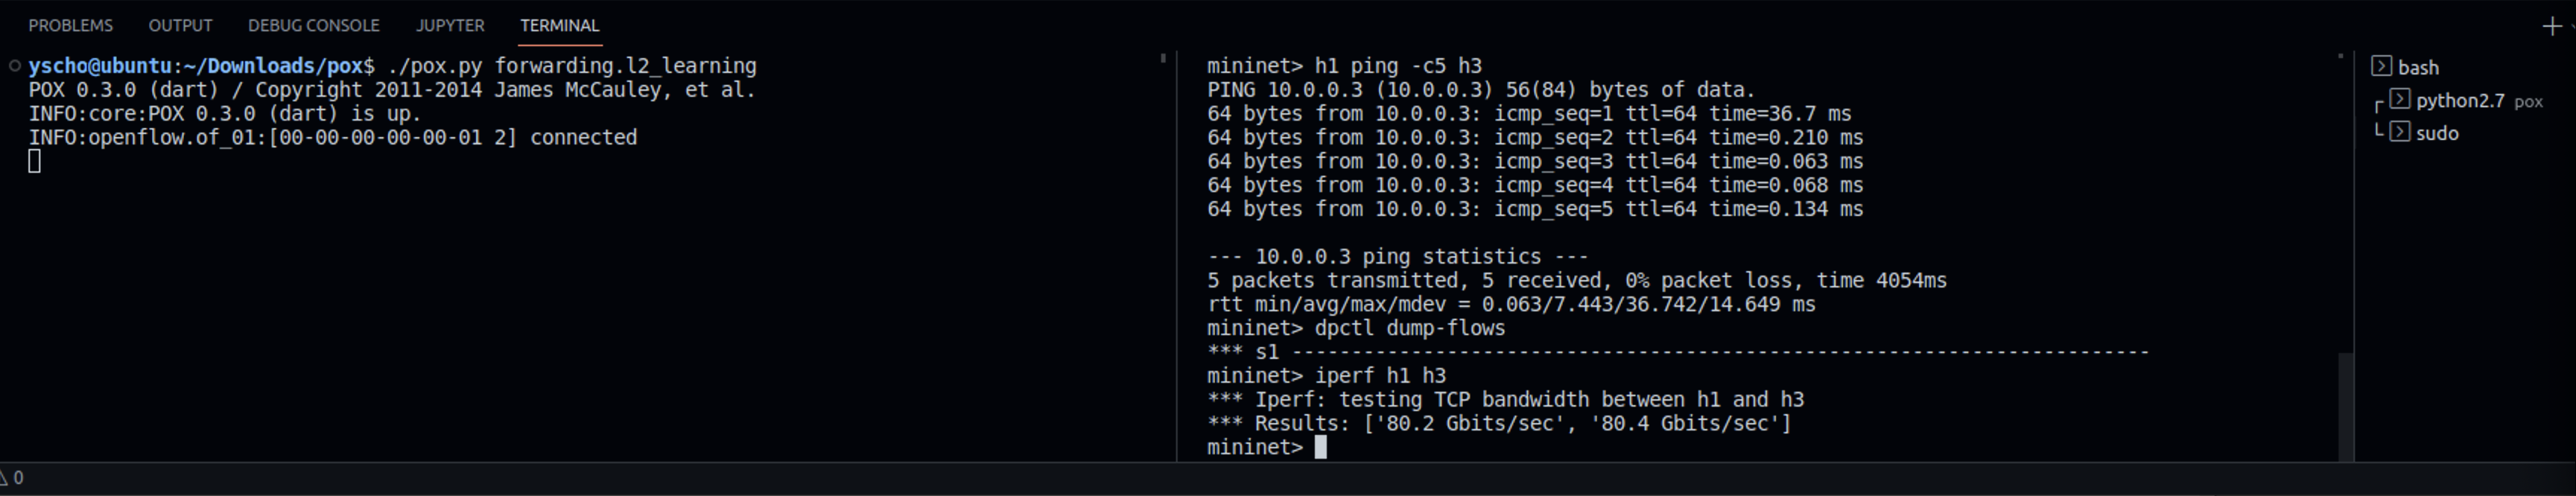 PROBLEMS OUTPUT DEBUG CONSOLE JUPYTER TERMINAL
yscho@ubuntu:~/Downloads/pox$ ./pox.py forwarding.l2_learning
POX 0.3.0 (dart) / Copyright 2011-2014 James McCauley, et al.
INFO:core:POX 0.3.0 (dart) is up.
INFO:openflow.of_01:[00-00-00-00-00-01 2] connected
mininet> h1 ping -c5 h3
PING 10.0.0.3 (10.0.0.3) 56(84) bytes of data.
64 bytes from 10.0.0.3: icmp_seq=1 ttl=64 time=36.7 ms
64 bytes from 10.0.0.3: icmp_seq=2 ttl=64 time=0.210 ms
64 bytes from 10.0.0.3: icmp_seq=3 ttl=64 time=0.063 ms
64 bytes from 10.0.0.3: icmp_seq=4 ttl=64 time=0.068 ms
64 bytes from 10.0.0.3: icmp_seq=5 ttl=64 time=0.134 ms
--- 10.0.0.3 ping statistics ---
5 packets transmitted, 5 received, 0% packet loss, time 4054ms
rtt min/avg/max/mdev = 0.063/7.443/36.742/14.649 ms
mininet> dpctl dump-flows
*** s1 ------------------------------------------------------------------------
mininet> iperf h1 h3
*** Iperf: testing TCP bandwidth between h1 and h3
*** Results: ['80.2 Gbits/sec', '80.4 Gbits/sec']
mininet>
bash
python2.7 pox
sudo
0